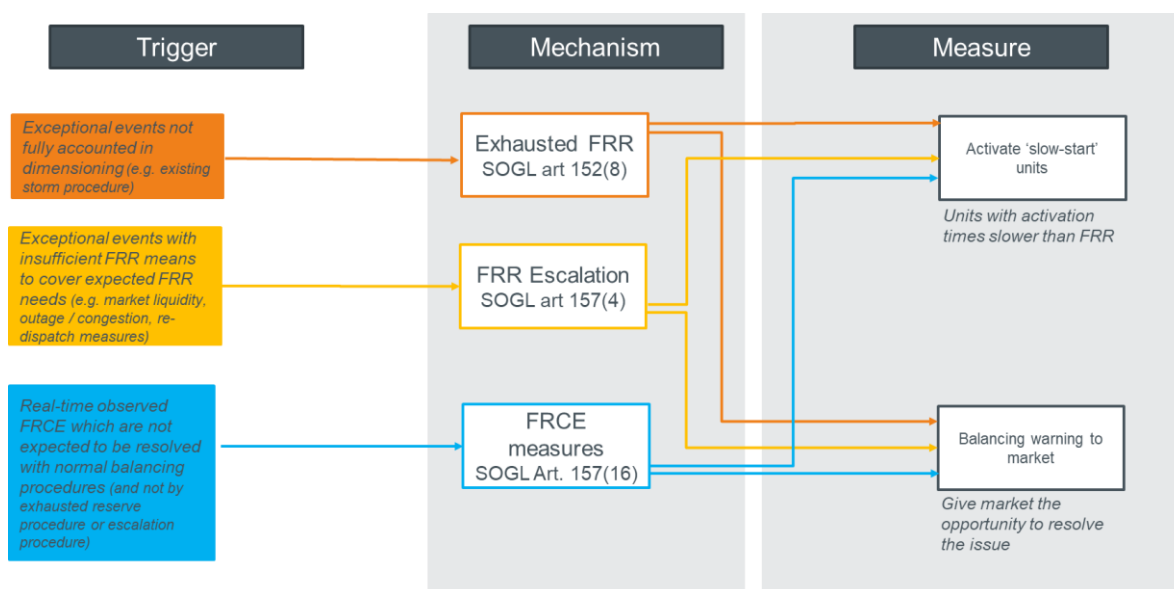 Trigger
Mechanism
Measure
Exceptional events not
fully accounted in
dimensioning (e.g. existing
storm procedure)
Exhausted FRR
SOGL art 152(8)
Activate ‘slow-start’
units
Units with activation
times slower than FRR
Exceptional events with
insufficient FRR means
to cover expected FRR
needs (e.g. market liquidity,
outage / congestion, re-
dispatch measures)
FRR Escalation
SOGL art 157(4)
Real-time observed
FRCE which are not
expected to be resolved
with normal balancing
procedures (and not by
exhausted reserve
procedure or escalation
procedure)
FRCE
measures
SOGL Art. 157(16)
Balancing warning to
market
Give market the
opportunity to resolve
the issue